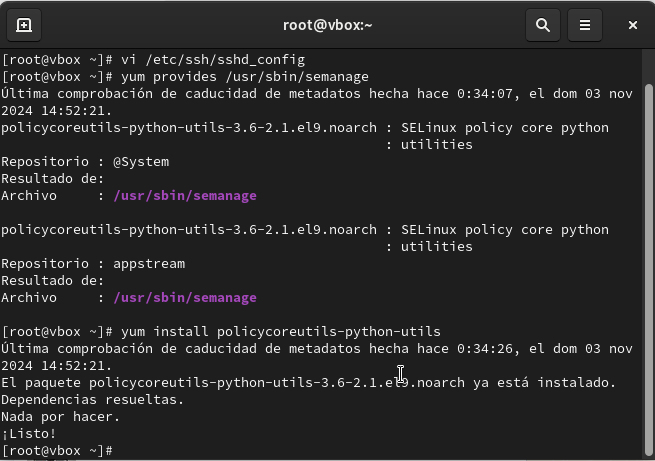 root@vbox:~
[root@vbox ~]# vi /etc/ssh/sshd_config
[root@vbox ~]# yum provides /usr/sbin/semanage
Última comprobación de caducidad de metadatos hecha hace 0:34:07, el dom 03 nov
2024 14:52:21.
policycoreutils-python-utils-3.6-2.1.el9.noarch : SELinux policy core python
                                                : utilities
Repositorio : @System
Resultado de:
Archivo     : /usr/sbin/semanage

policycoreutils-python-utils-3.6-2.1.el9.noarch : SELinux policy core python
                                                : utilities
Repositorio : appstream
Resultado de:
Archivo     : /usr/sbin/semanage

[root@vbox ~]# yum install policycoreutils-python-utils
Última comprobación de caducidad de metadatos hecha hace 0:34:26, el dom 03 nov
2024 14:52:21.
El paquete policycoreutils-python-utils-3.6-2.1.el9.noarch ya está instalado.
Dependencias resueltas.
Nada por hacer.
¡Listo!
[root@vbox ~]#